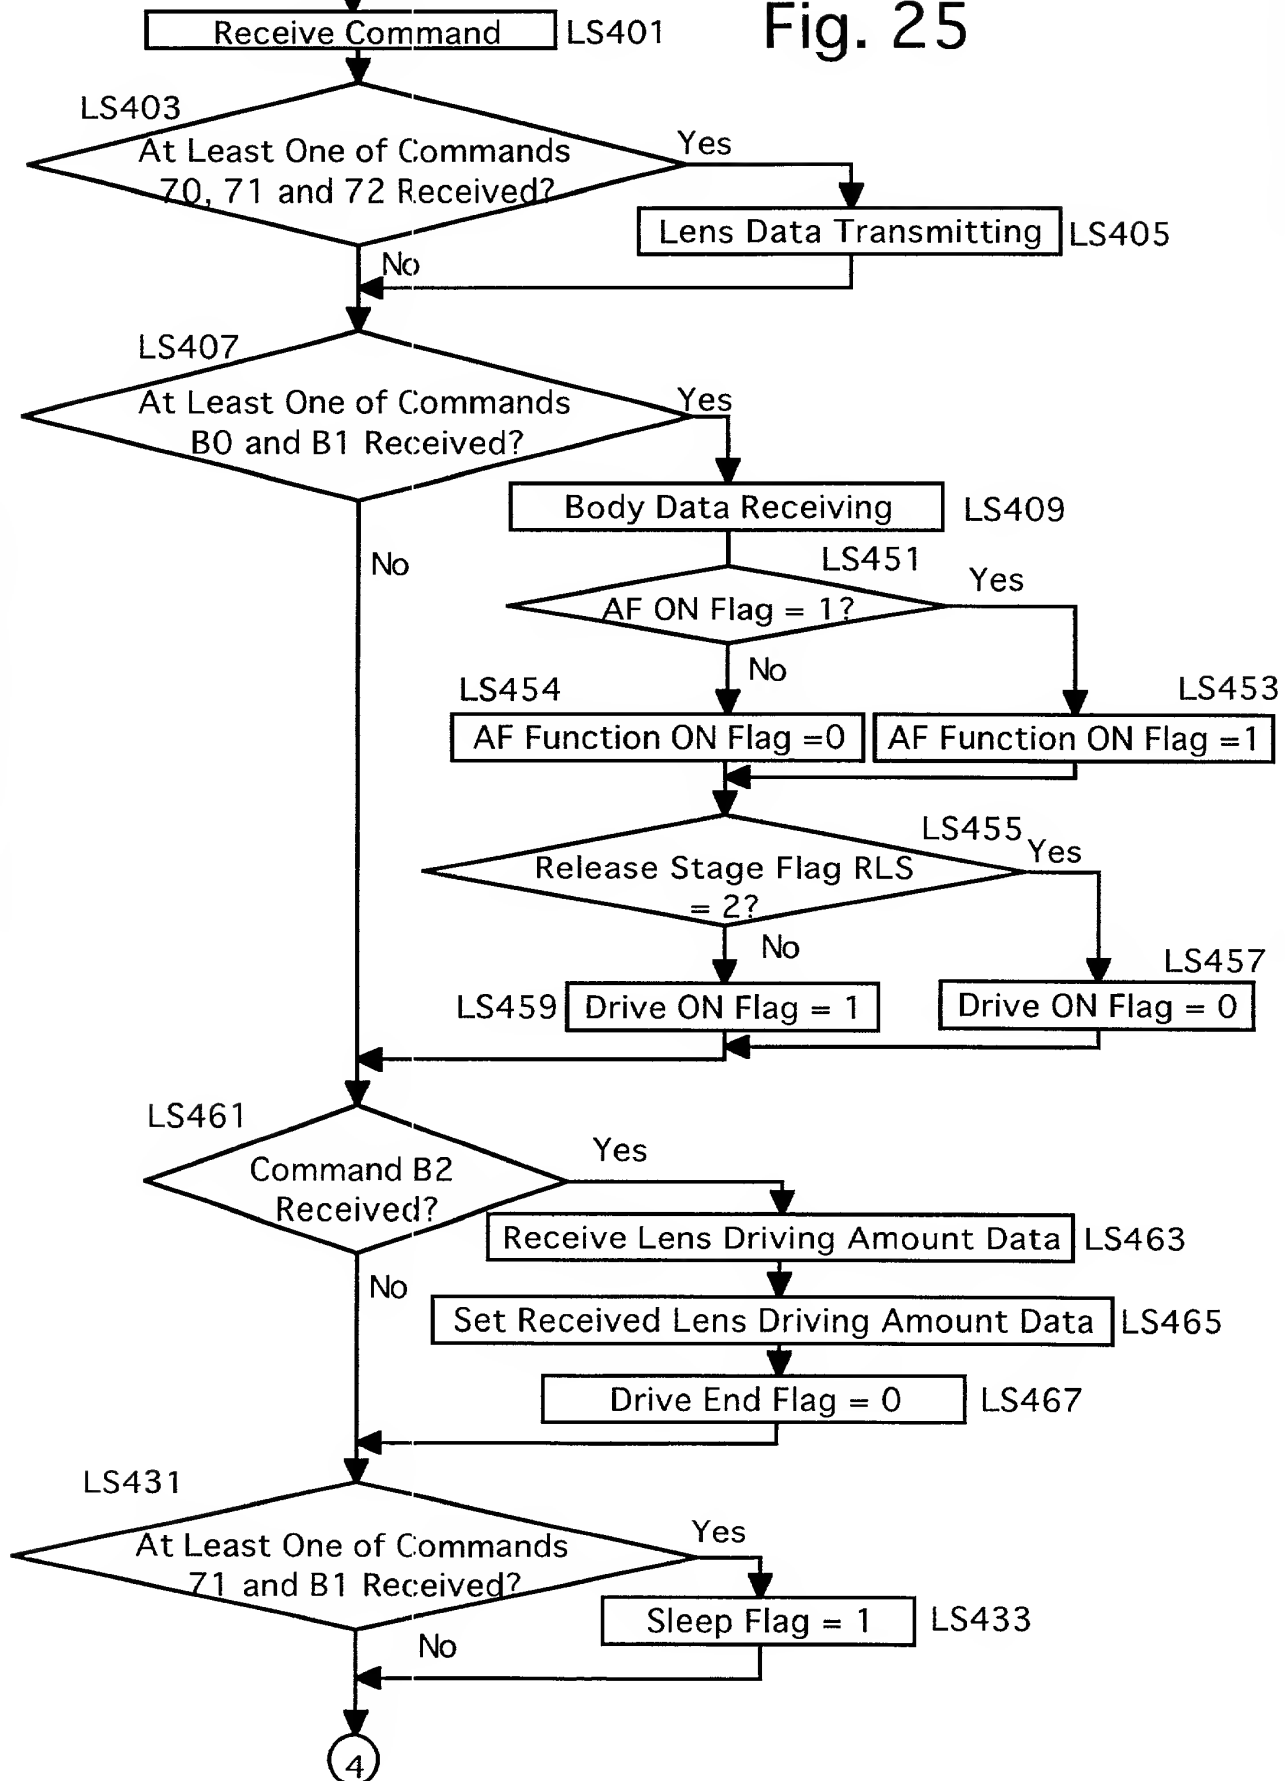 Fig. 25
Receive Command
LS401
LS403
At Least One of Commands
70, 71 and 72 Received?
Yes
Lens Data Transmitting
LS405
No
LS407
At Least One of Commands
B0 and B1 Received?
Yes
Body Data Receiving
LS409
No
LS451
AF ON Flag = 1?
Yes
No
LS454
LS453
AF Function ON Flag =0
AF Function ON Flag =1
LS455
Release Stage Flag RLS
= 2?
Yes
No
LS457
LS459
Drive ON Flag = 1
Drive ON Flag = 0
LS461
Command B2
Received?
Yes
Receive Lens Driving Amount Data
LS463
No
Set Received Lens Driving Amount Data
LS465
Drive End Flag = 0
LS467
LS431
At Least One of Commands
71 and B1 Received?
Yes
Sleep Flag = 1
LS433
No
4